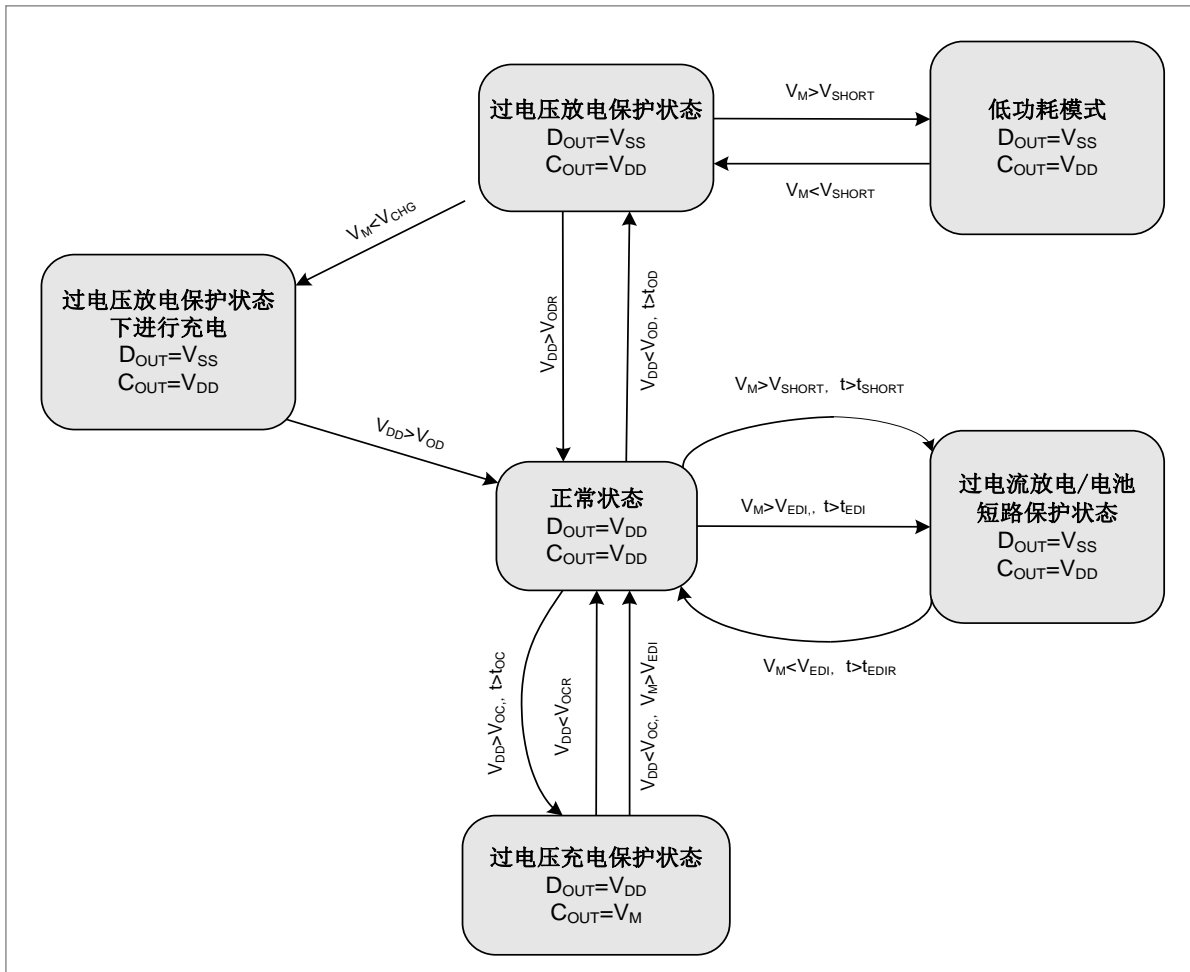 过电压放电保护状态
DOUT=VSS
COUT=VDD
VM>VSHORT
VM<VSHORT
低功耗模式
DOUT=VSS
COUT=VDD
VM<VCHG
过电压放电保护状态
下进行充电
DOUT=VSS
COUT=VDD
VDD>VODR
VDD<VOD, t>tOD
VDD>VOD
VM>VSHORT, t>tSHORT
正常状态
DOUT=VDD
COUT=VDD
VM>VEDI,, t>tEDI
过电流放电/电池
短路保护状态
DOUT=VSS
COUT=VDD
VM<VEDI, t>tEDIR
VDD>VOC,, t>tOC
VDD<VOCR
VDD<VOC,, VM>VEDI
过电压充电保护状态
DOUT=VDD
COUT=VM